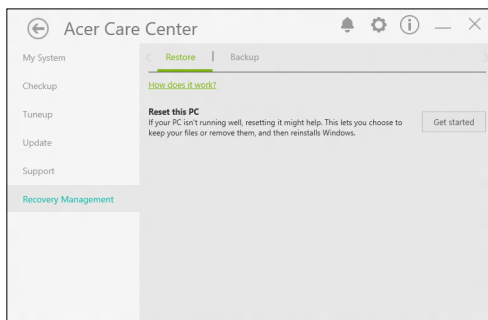 Acer Care Center
My System
Checkup
Tuneup
Update
Support
Recovery Management
Restore
Backup
How does it work?
Reset this PC
If your PC isn't running well, resetting it might help. This lets you choose to
keep your files or remove them, and then reinstalls Windows.
Get started